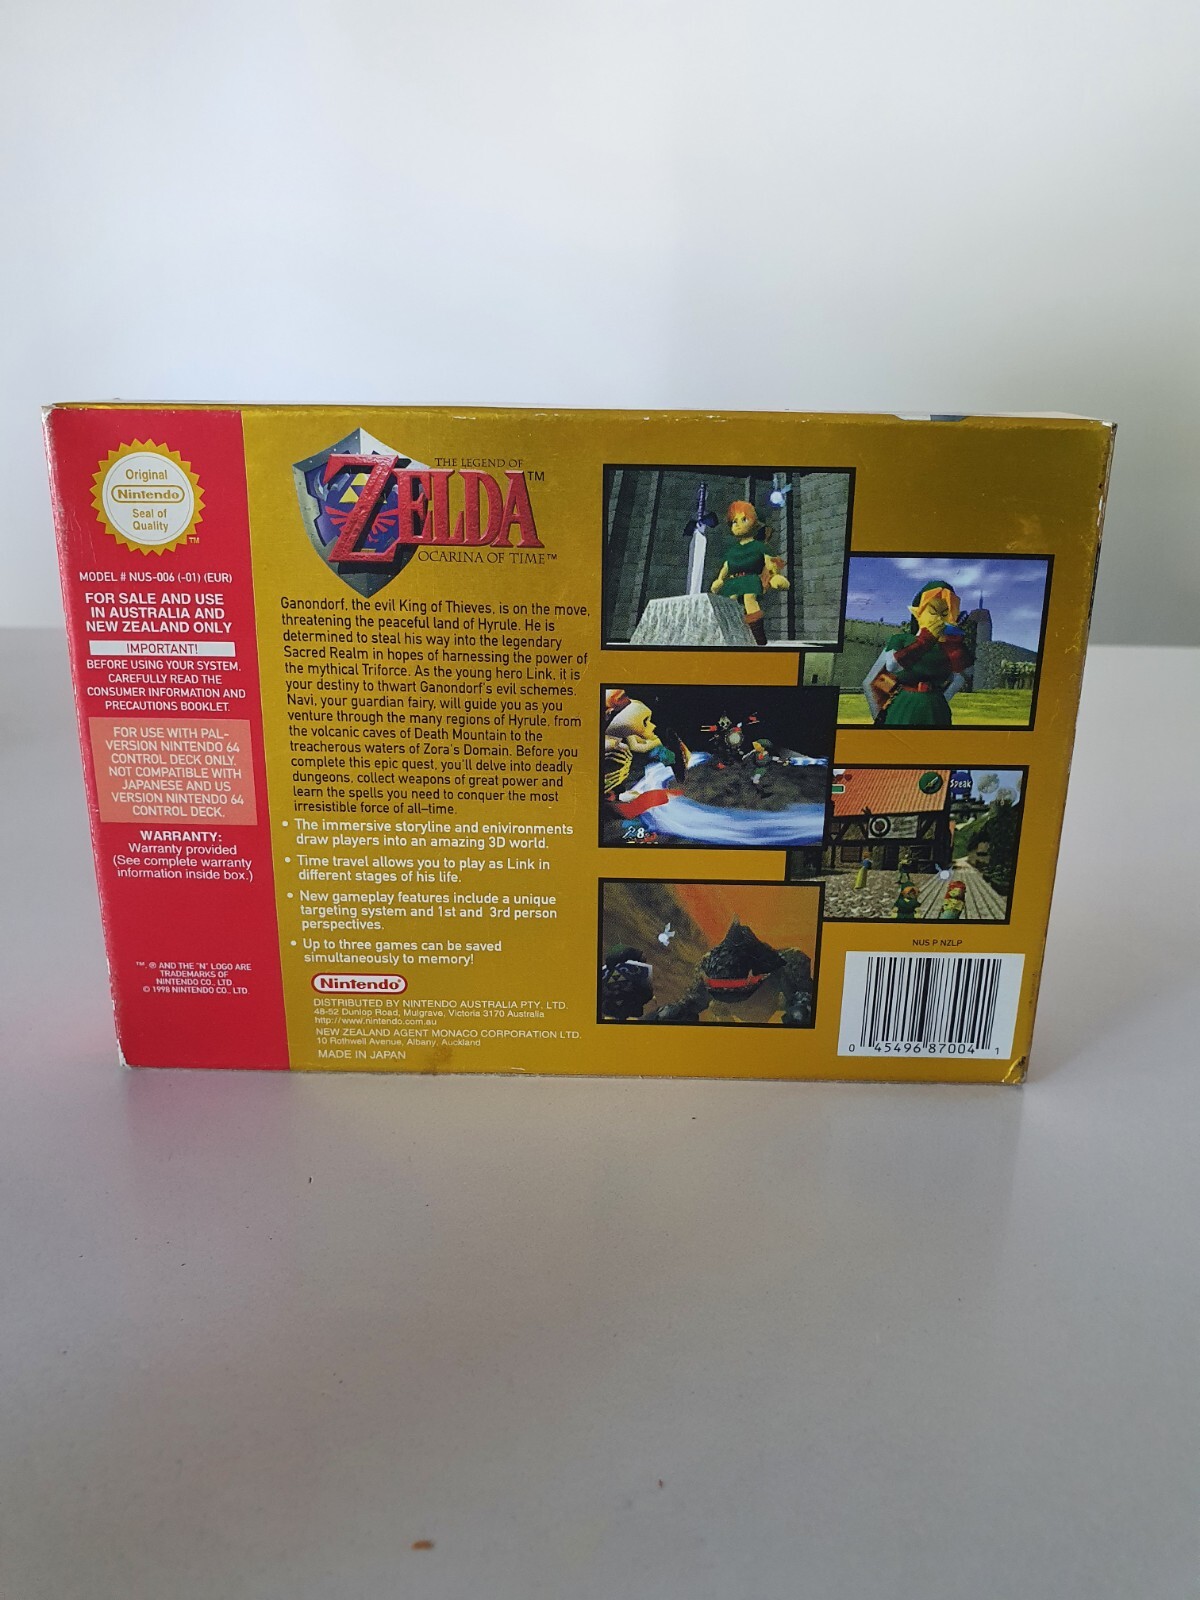 Original
Nintendo
Seal of
Quality
TM
MODEL # NUS-006 (-01) (EUR)
FOR SALE AND USE
IN AUSTRALIA AND
NEW ZEALAND ONLY
IMPORTANT!
BEFORE USING YOUR SYSTEM,
CAREFULLY READ THE
CONSUMER INFORMATION AND
PRECAUTIONS BOOKLET.
FOR USE WITH PAL-
VERSION NINTENDO 64
CONTROL DECK ONLY.
NOT COMPATIBLE WITH
JAPANESE AND US
VERSION NINTENDO 64
CONTROL DECK.
WARRANTY:
Warranty provided
(See complete warranty
information inside box.)
™, ® AND THE "N" LOGO ARE
TRADEMARKS OF
NINTENDO CO., LTD.
© 1998 NINTENDO CO., LTD.
THE LEGEND OF
ZELDA™
OCARINA OF TIME™
Ganondorf, the evil King of Thieves, is on the move,
threatening the peaceful land of Hyrule. He is
determined to steal his way into the legendary
Sacred Realm in hopes of harnessing the power of
the mythical Triforce. As the young hero Link, it is
your destiny to thwart Ganondorf's evil schemes.
Navi, your guardian fairy, will guide you as you
venture through the many regions of Hyrule, from
the volcanic caves of Death Mountain to the
treacherous waters of Zora's Domain. Before you
complete this epic quest, you'll delve into deadly
dungeons, collect weapons of great power and
learn the spells you need to conquer the most
irresistible force of all–time.
• The immersive storyline and enivironments
draw players into an amazing 3D world.
• Time travel allows you to play as Link in
different stages of his life.
• New gameplay features include a unique
targeting system and 1st and 3rd person
perspectives.
• Up to three games can be saved
simultaneously to memory!
Nintendo®
DISTRIBUTED BY NINTENDO AUSTRALIA PTY. LTD.
48-52 Dunlop Road, Mulgrave, Victoria 3170 Australia
http://www.nintendo.com.au
NEW ZEALAND AGENT MONACO CORPORATION LTD.
10 Rothwell Avenue, Albany, Auckland
MADE IN JAPAN
8
Speak
NUS P NZLP
0 45496 87004 1